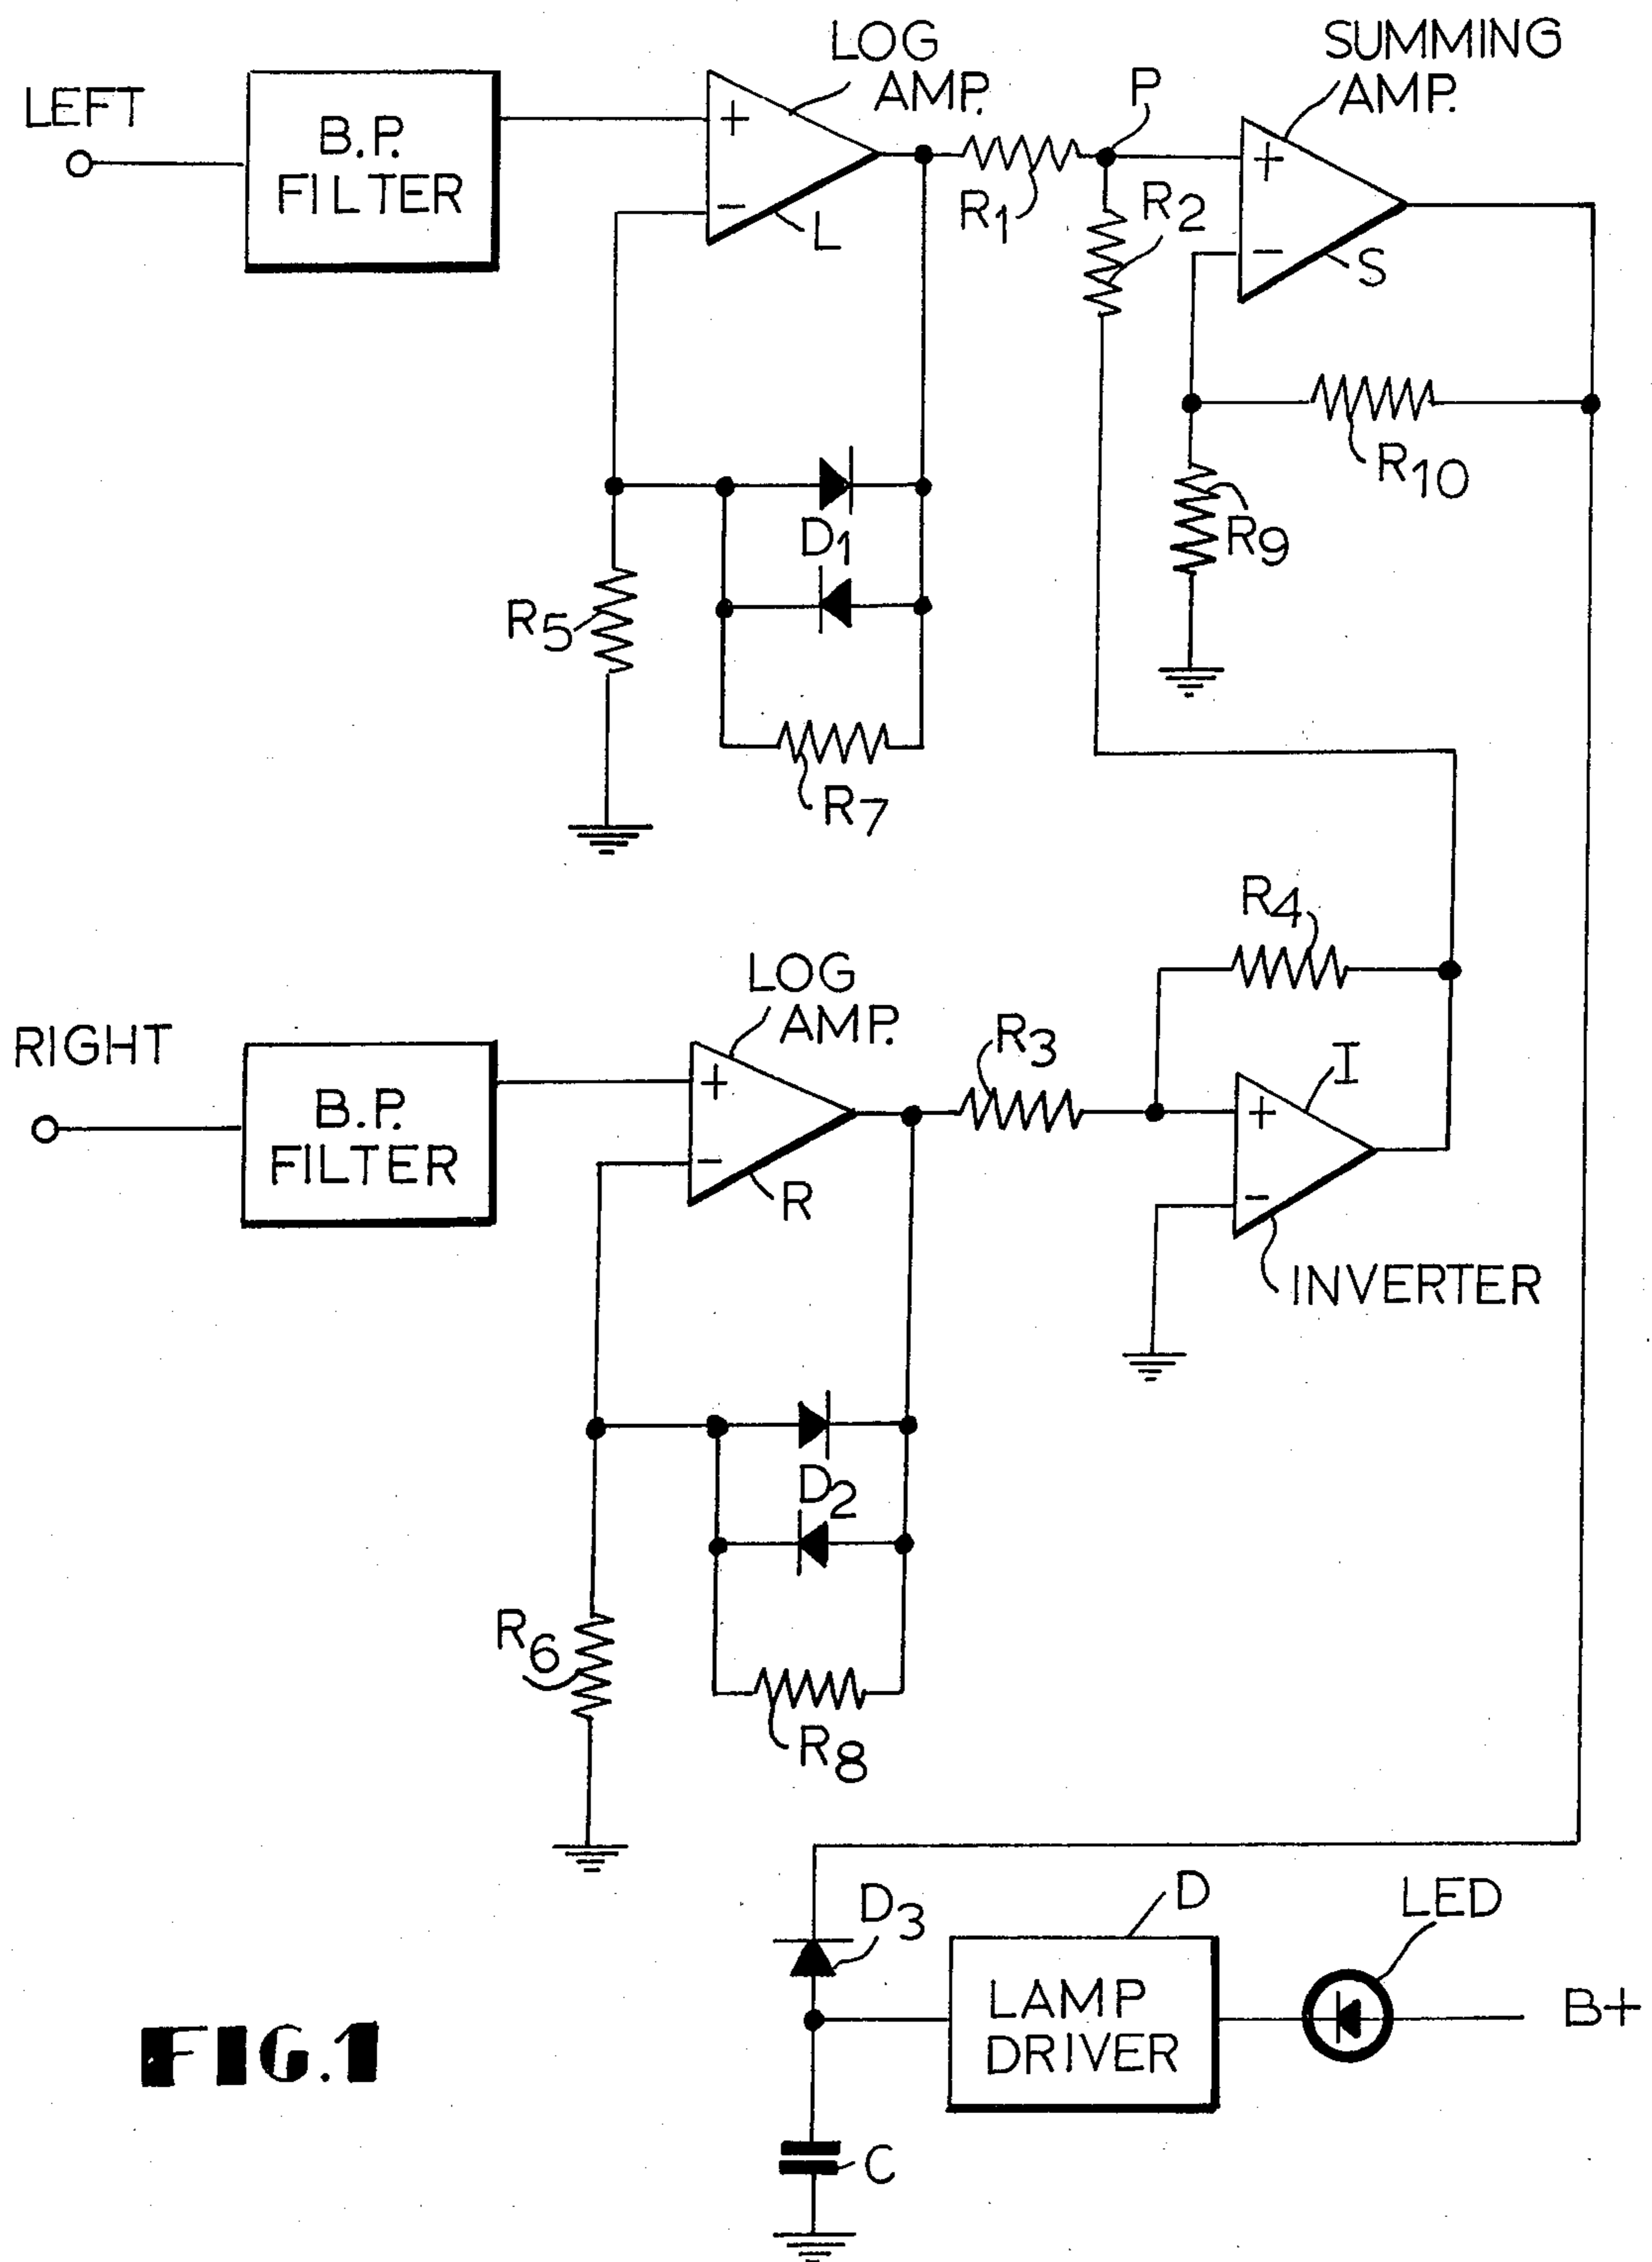 LEFT
B.P.
FILTER
+
−
LOG
AMP.
L
R1
P
R2
SUMMING
AMP.
+
−
S
R10
R9
D1
R5
R7
RIGHT
B.P.
FILTER
LOG
AMP.
+
−
R
R3
R4
+
−
I
INVERTER
D2
R6
R8
D3
D
LAMP
DRIVER
LED
B+
C
FIG.1